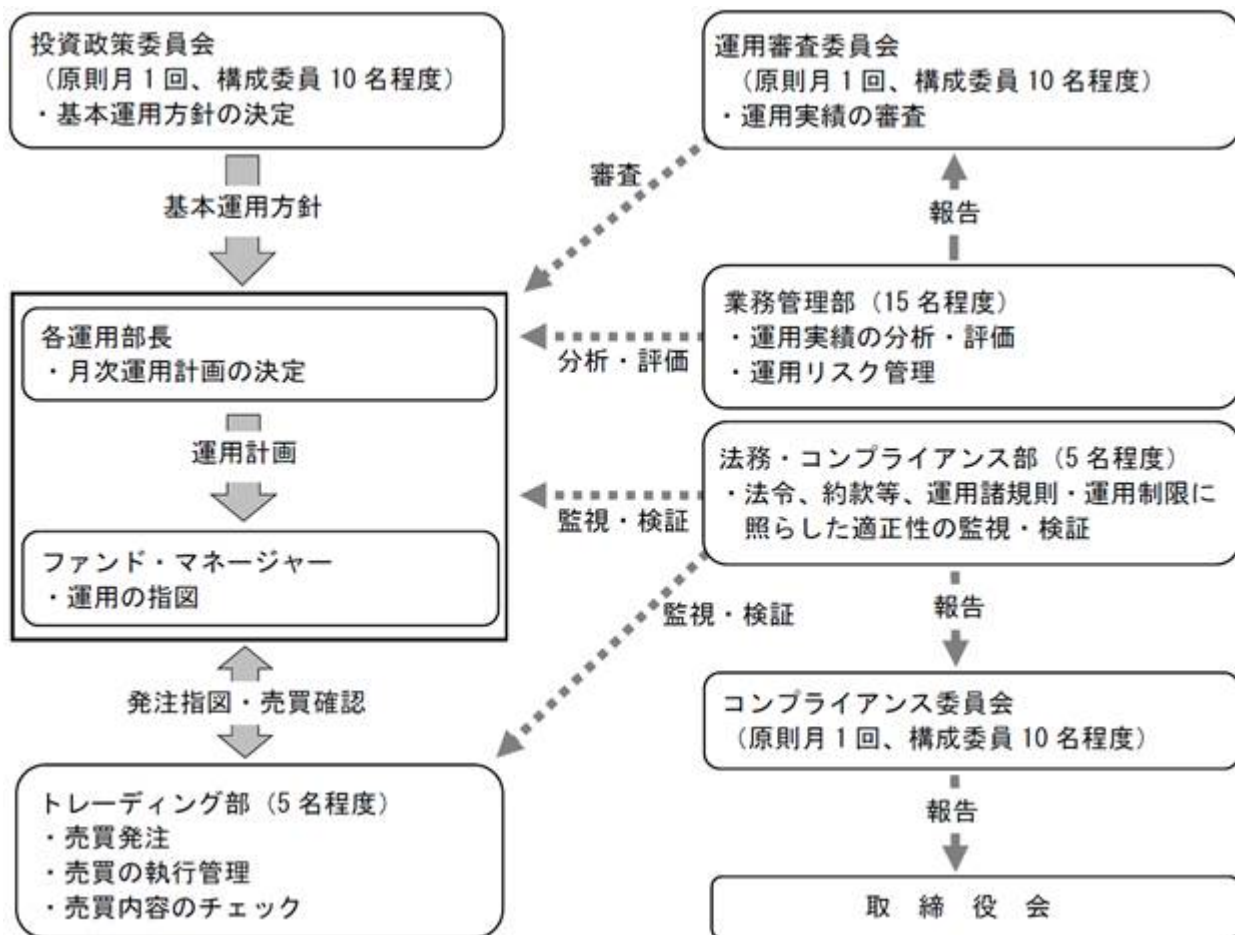 投資政策委員会
（原則月１回、構成委員 10 名程度）
・基本運用方針の決定
基本運用方針
各運用部長
・月次運用計画の決定
運用計画
ファンド・マネージャー
・運用の指図
発注指図・売買確認
トレーディング部（5 名程度）
・売買発注
・売買の執行管理
・売買内容のチェック
運用審査委員会
（原則月１回、構成委員 10 名程度）
・運用実績の審査
審査
報告
業務管理部（15 名程度）
・運用実績の分析・評価
・運用リスク管理
分析・評価
法務・コンプライアンス部（5 名程度）
・法令、約款等、運用諸規則・運用制限に
照らした適正性の監視・検証
監視・検証
監視・検証
報告
コンプライアンス委員会
（原則月１回、構成委員 10 名程度）
報告
取　締　役　会